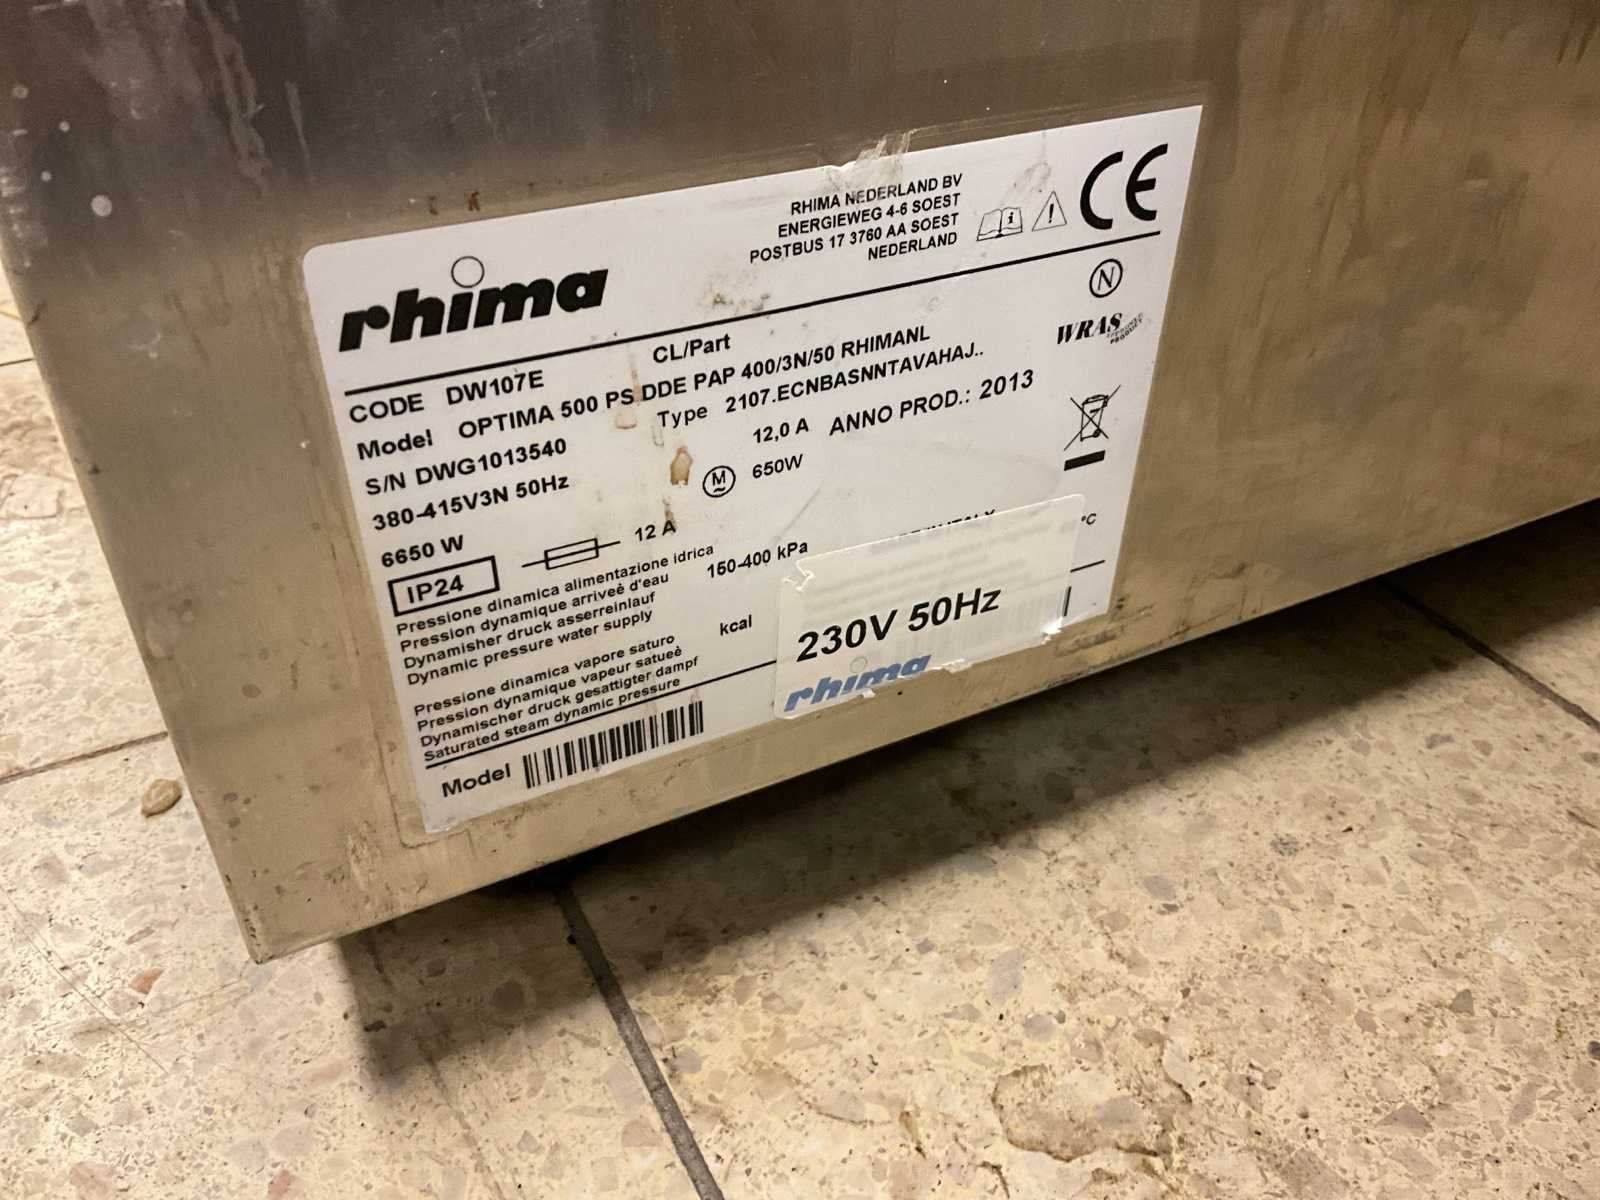 RHIMA NEDERLAND BV
ENERGIEWEG 4-6 SOEST
POSTBUS 17 3760 AA SOEST
NEDERLAND
CE
rhima
N
WRAS
PRODUCT
CL/Part
CODE DW107E
Model OPTIMA 500 PS DDE PAP 400/3N/50 RHIMANL
S/N DWG1013540 Type 2107.ECNBASNNTAVAHAJ..
380-415V3N 50Hz 12,0 A ANNO PROD.: 2013
6650 W M 650W
IP24 12 A
°C
Pressione dinamica alimentazione idrica
Pression dynamique arriveè d'eau
Dynamisher druck asserreinlauf
Dynamic pressure water supply
150-400 kPa
Pressione dinamica vapore saturo
Pression dynamique vapeur satueè
Dynamischer druck gesattigter dampf
Saturated steam dynamic pressure
kcal
230V 50Hz
rhima
Model